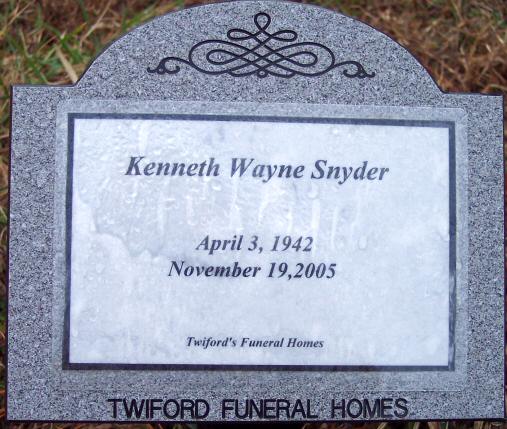 Kenneth Wayne Snyder
April 3, 1942
November 19,2005
Twiford's Funeral Homes
TWIFORD FUNERAL HOMES